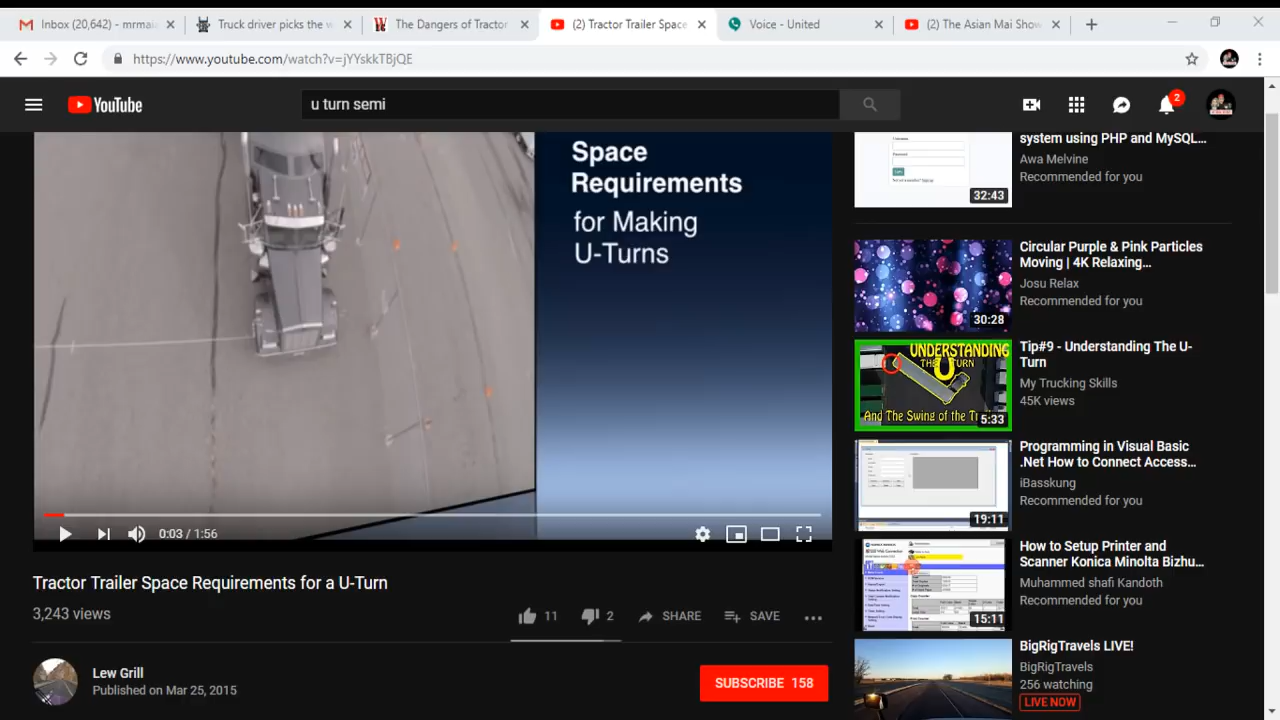 Inbox (20,642) - mrmai
Truck driver picks the w
The Dangers of Tractor
(2) Tractor Trailer Space
Voice - United
(2) The Asian Mai Show
https://www.youtube.com/watch?v=jYYskkTBjQE
YouTube
u turn semi
2
Space
Requirements
for Making
U-Turns
0:03 / 1:56
Tractor Trailer Space Requirements for a U-Turn
3,243 views
11
2
SHARE
SAVE
Lew Grill
Published on Mar 25, 2015
SUBSCRIBE 158
system using PHP and MySQL...
Awa Melvine
Recommended for you
32:43
Circular Purple & Pink Particles
Moving | 4K Relaxing...
Josu Relax
Recommended for you
30:28
UNDERSTANDING
THE U TURN
And The Swing of the
5:33
Tip#9 - Understanding The U-
Turn
My Trucking Skills
45K views
Programming in Visual Basic
.Net How to Connect Access...
iBasskung
Recommended for you
19:11
How to Setup Printer and
Scanner Konica Minolta Bizhu...
Muhammed shafi Kandoth
Recommended for you
15:11
BigRigTravels LIVE!
BigRigTravels
256 watching
LIVE NOW